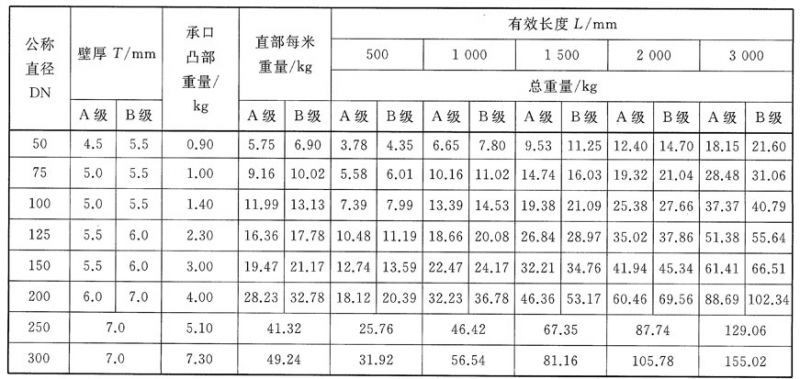 公称直径 DN 壁厚 T/mm 承口凸部重量/kg 直部每米重量/kg 有效长度 L/mm
500 1 000 1 500 2 000 3 000
总重量/kg
A 级 B 级 A 级 B 级 A 级 B 级 A 级 B 级 A 级 B 级 A 级 B 级 A 级 B 级
50 4.5 5.5 0.90 5.75 6.90 3.78 4.35 6.65 7.80 9.53 11.25 12.40 14.70 18.15 21.60
75 5.0 5.5 1.00 9.16 10.02 5.58 6.01 10.16 11.02 14.74 16.03 19.32 21.04 28.48 31.06
100 5.0 5.5 1.40 11.99 13.13 7.39 7.99 13.39 14.53 19.38 21.09 25.38 27.66 37.37 40.79
125 5.5 6.0 2.30 16.36 17.78 10.48 11.19 18.66 20.08 26.84 28.97 35.02 37.86 51.38 55.64
150 5.5 6.0 3.00 19.47 21.17 12.74 13.59 22.47 24.17 32.21 34.76 41.94 45.34 61.41 66.51
200 6.0 7.0 4.00 28.23 32.78 18.12 20.39 32.23 36.78 46.36 53.17 60.46 69.56 88.69 102.34
250 7.0 5.10 41.32 25.76 46.42 67.35 87.74 129.06
300 7.0 7.30 49.24 31.92 56.54 81.16 105.78 155.02